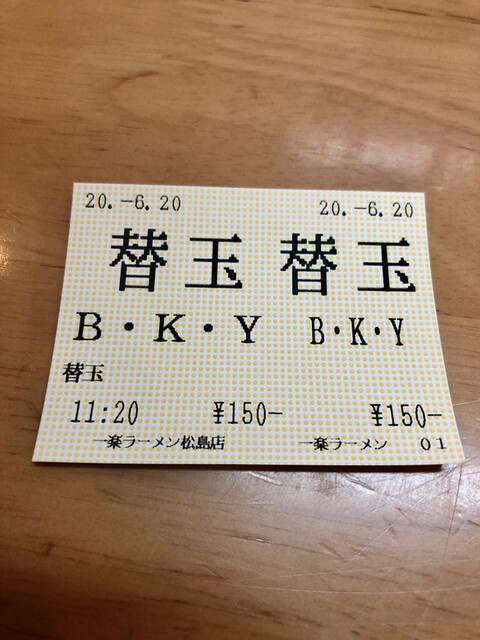 20.-6.20 20.-6.20
替玉 替玉
B・K・Y B・K・Y
替玉
11:20 ¥150- ¥150-
一楽ラーメン松島店 一楽ラーメン 01